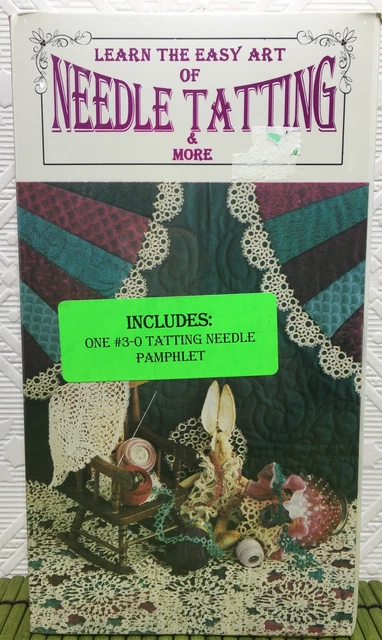 LEARN THE EASY ART
OF
NEEDLE TATTING
&
MORE
INCLUDES:
ONE #3-0 TATTING NEEDLE
PAMPHLET